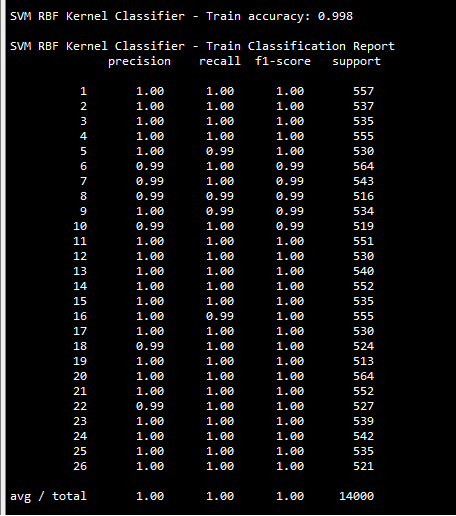 SVM RBF Kernel Classifier - Train accuracy: 0.998
SVM RBF Kernel Classifier - Train Classification Report
precision recall f1-score support
1 1.00 1.00 1.00 557
2 1.00 1.00 1.00 537
3 1.00 1.00 1.00 535
4 1.00 1.00 1.00 555
5 1.00 0.99 1.00 530
6 0.99 1.00 0.99 564
7 0.99 1.00 0.99 543
8 0.99 0.99 0.99 516
9 1.00 0.99 0.99 534
10 0.99 1.00 0.99 519
11 1.00 1.00 1.00 551
12 1.00 1.00 1.00 530
13 1.00 1.00 1.00 540
14 1.00 1.00 1.00 552
15 1.00 1.00 1.00 535
16 1.00 0.99 1.00 555
17 1.00 1.00 1.00 530
18 0.99 1.00 1.00 524
19 1.00 1.00 1.00 513
20 1.00 1.00 1.00 564
21 1.00 1.00 1.00 552
22 0.99 1.00 1.00 527
23 1.00 1.00 1.00 539
24 1.00 1.00 1.00 542
25 1.00 1.00 1.00 535
26 1.00 1.00 1.00 521
avg / total 1.00 1.00 1.00 14000